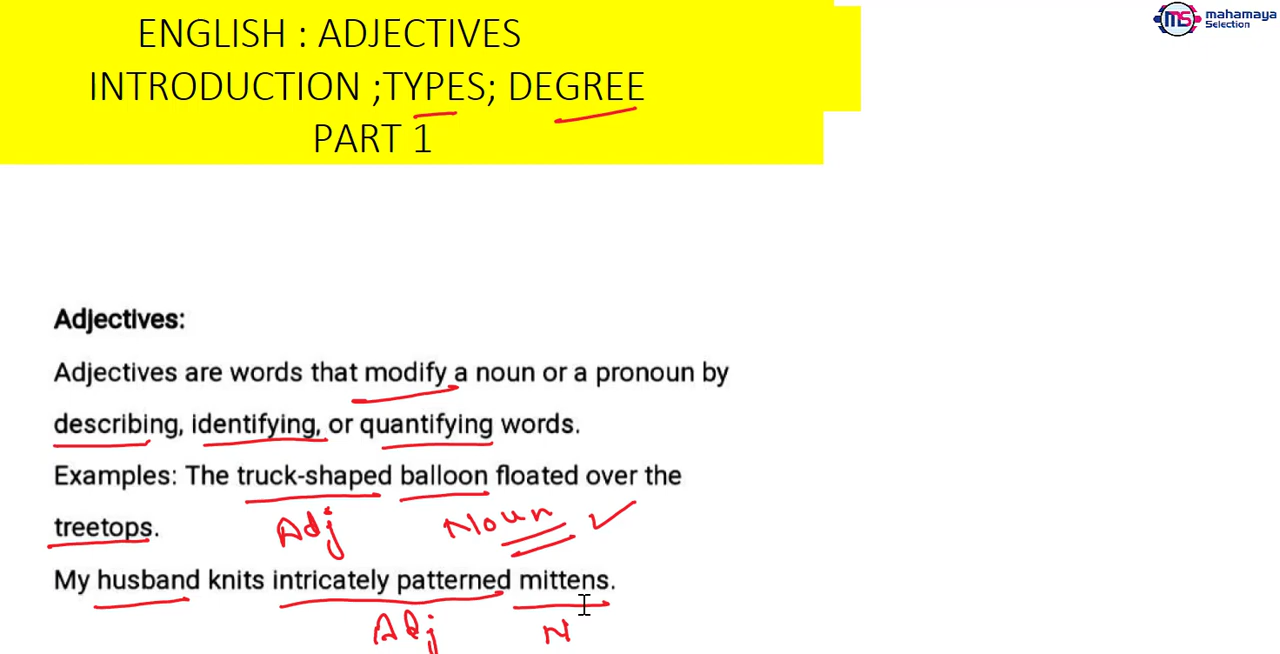 ENGLISH : ADJECTIVES
INTRODUCTION ;TYPES; DEGREE
PART 1
mahamaya
Selection
MS
Adjectives:
Adjectives are words that modify a noun or a pronoun by
describing, identifying, or quantifying words.
Examples: The truck-shaped balloon floated over the
Adj Noun
treetops.
My husband knits intricately patterned mittens.
Adj N